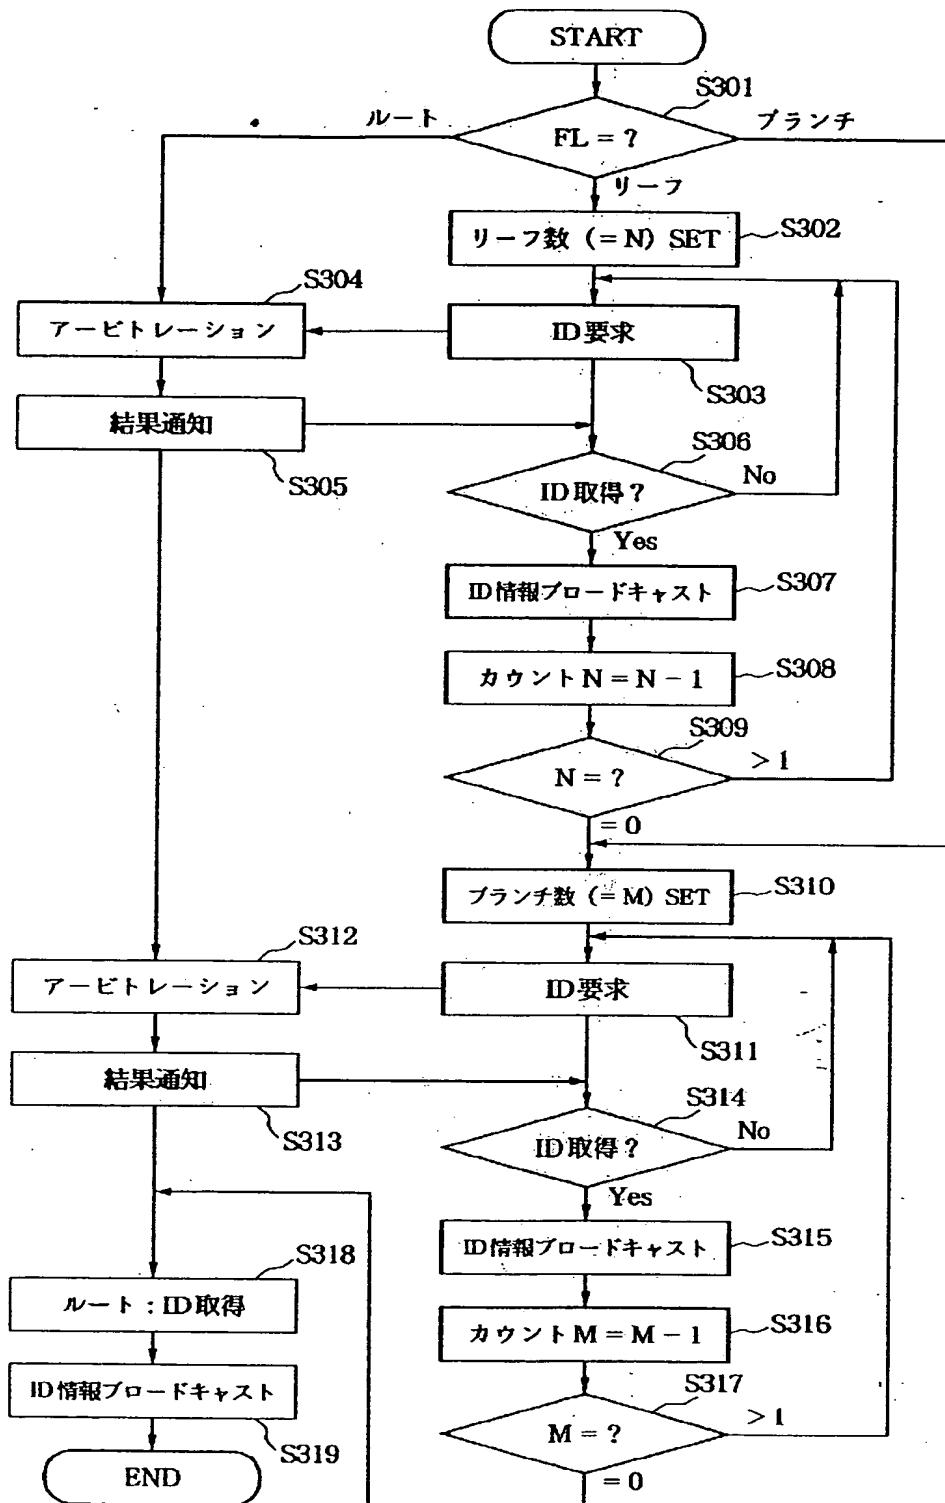 START
S301
ルート
FL = ?
ブランチ
リーフ
リーフ数 (= N) SET
S302
S304
アービトレーション
ID要求
S303
結果通知
S305
S306
ID取得?
No
Yes
ID情報ブロードキャスト
S307
カウント N = N - 1
S308
S309
N = ?
> 1
= 0
ブランチ数 (= M) SET
S310
S312
アービトレーション
ID要求
S311
結果通知
S313
S314
ID取得?
No
Yes
ID情報ブロードキャスト
S315
S318
ルート : ID取得
カウント M = M - 1
S316
ID情報ブロードキャスト
S319
S317
M = ?
> 1
= 0
END